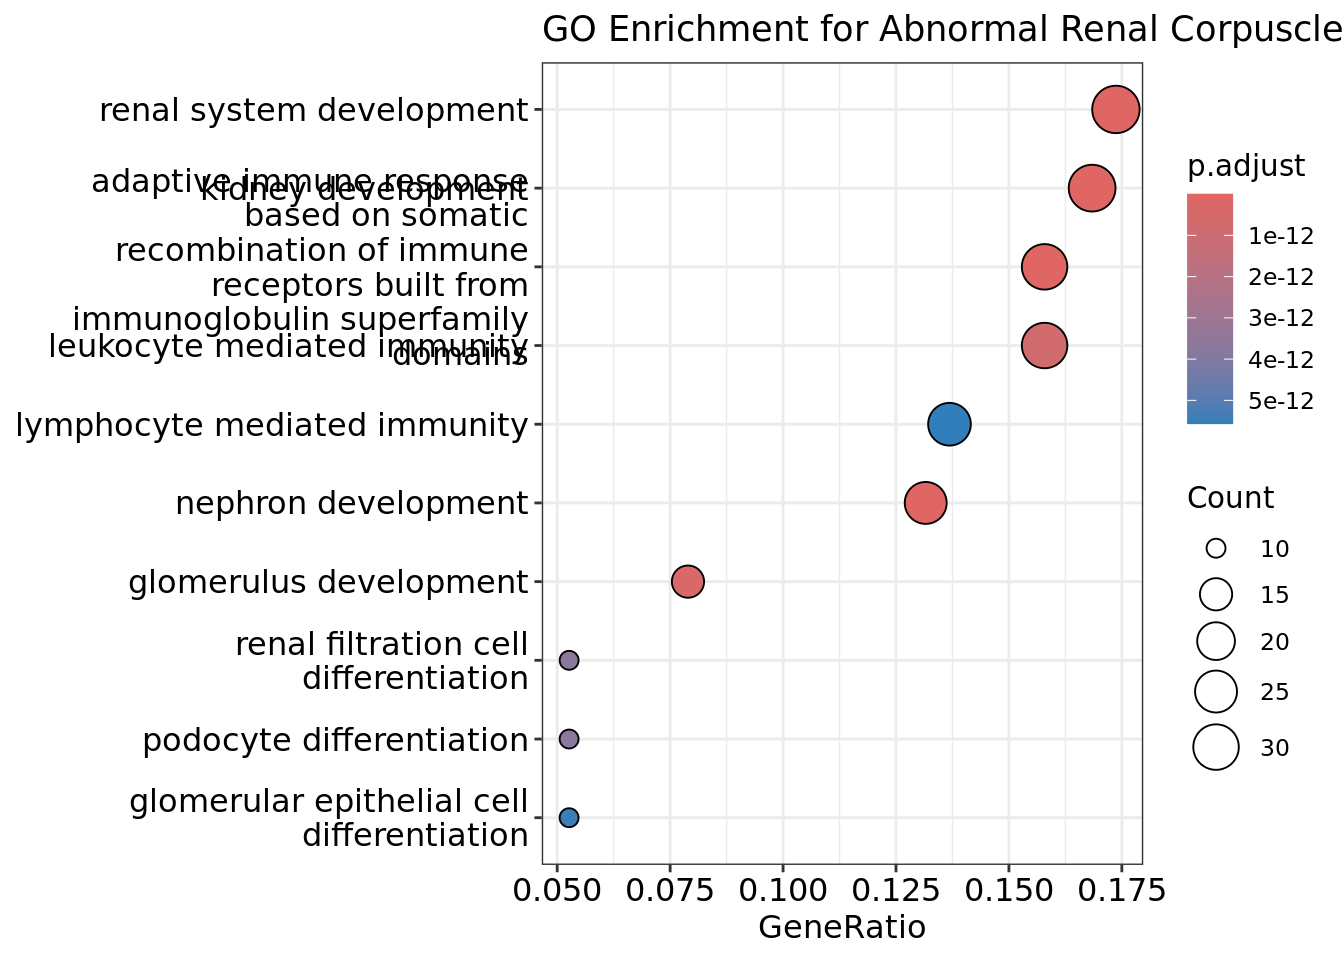 GO Enrichment for Abnormal Renal Corpuscle
renal system development
kidney development
adaptive immune response
based on somatic
recombination of immune
receptors built from
immunoglobulin superfamily
domains
leukocyte mediated immunity
lymphocyte mediated immunity
nephron development
glomerulus development
renal filtration cell
differentiation
podocyte differentiation
glomerular epithelial cell
differentiation
0.050 0.075 0.100 0.125 0.150 0.175
GeneRatio
p.adjust
1e-12
2e-12
3e-12
4e-12
5e-12
Count
10
15
20
25
30